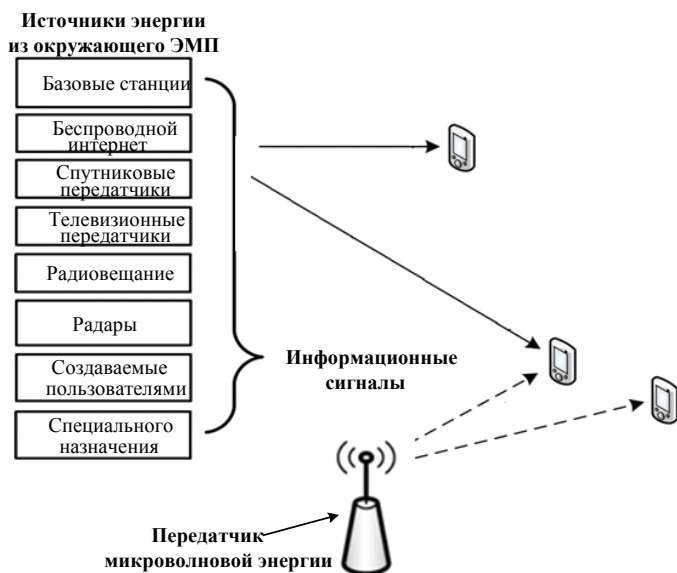 Источники энергии
из окружающего ЭМП
Базовые станции
Беспроводной
интернет
Спутниковые
передатчики
Телевизионные
передатчики
Радиовещание
Радары
Создаваемые
пользователями
Специального
назначения
Информационные
сигналы
Передатчик
микроволновой энергии